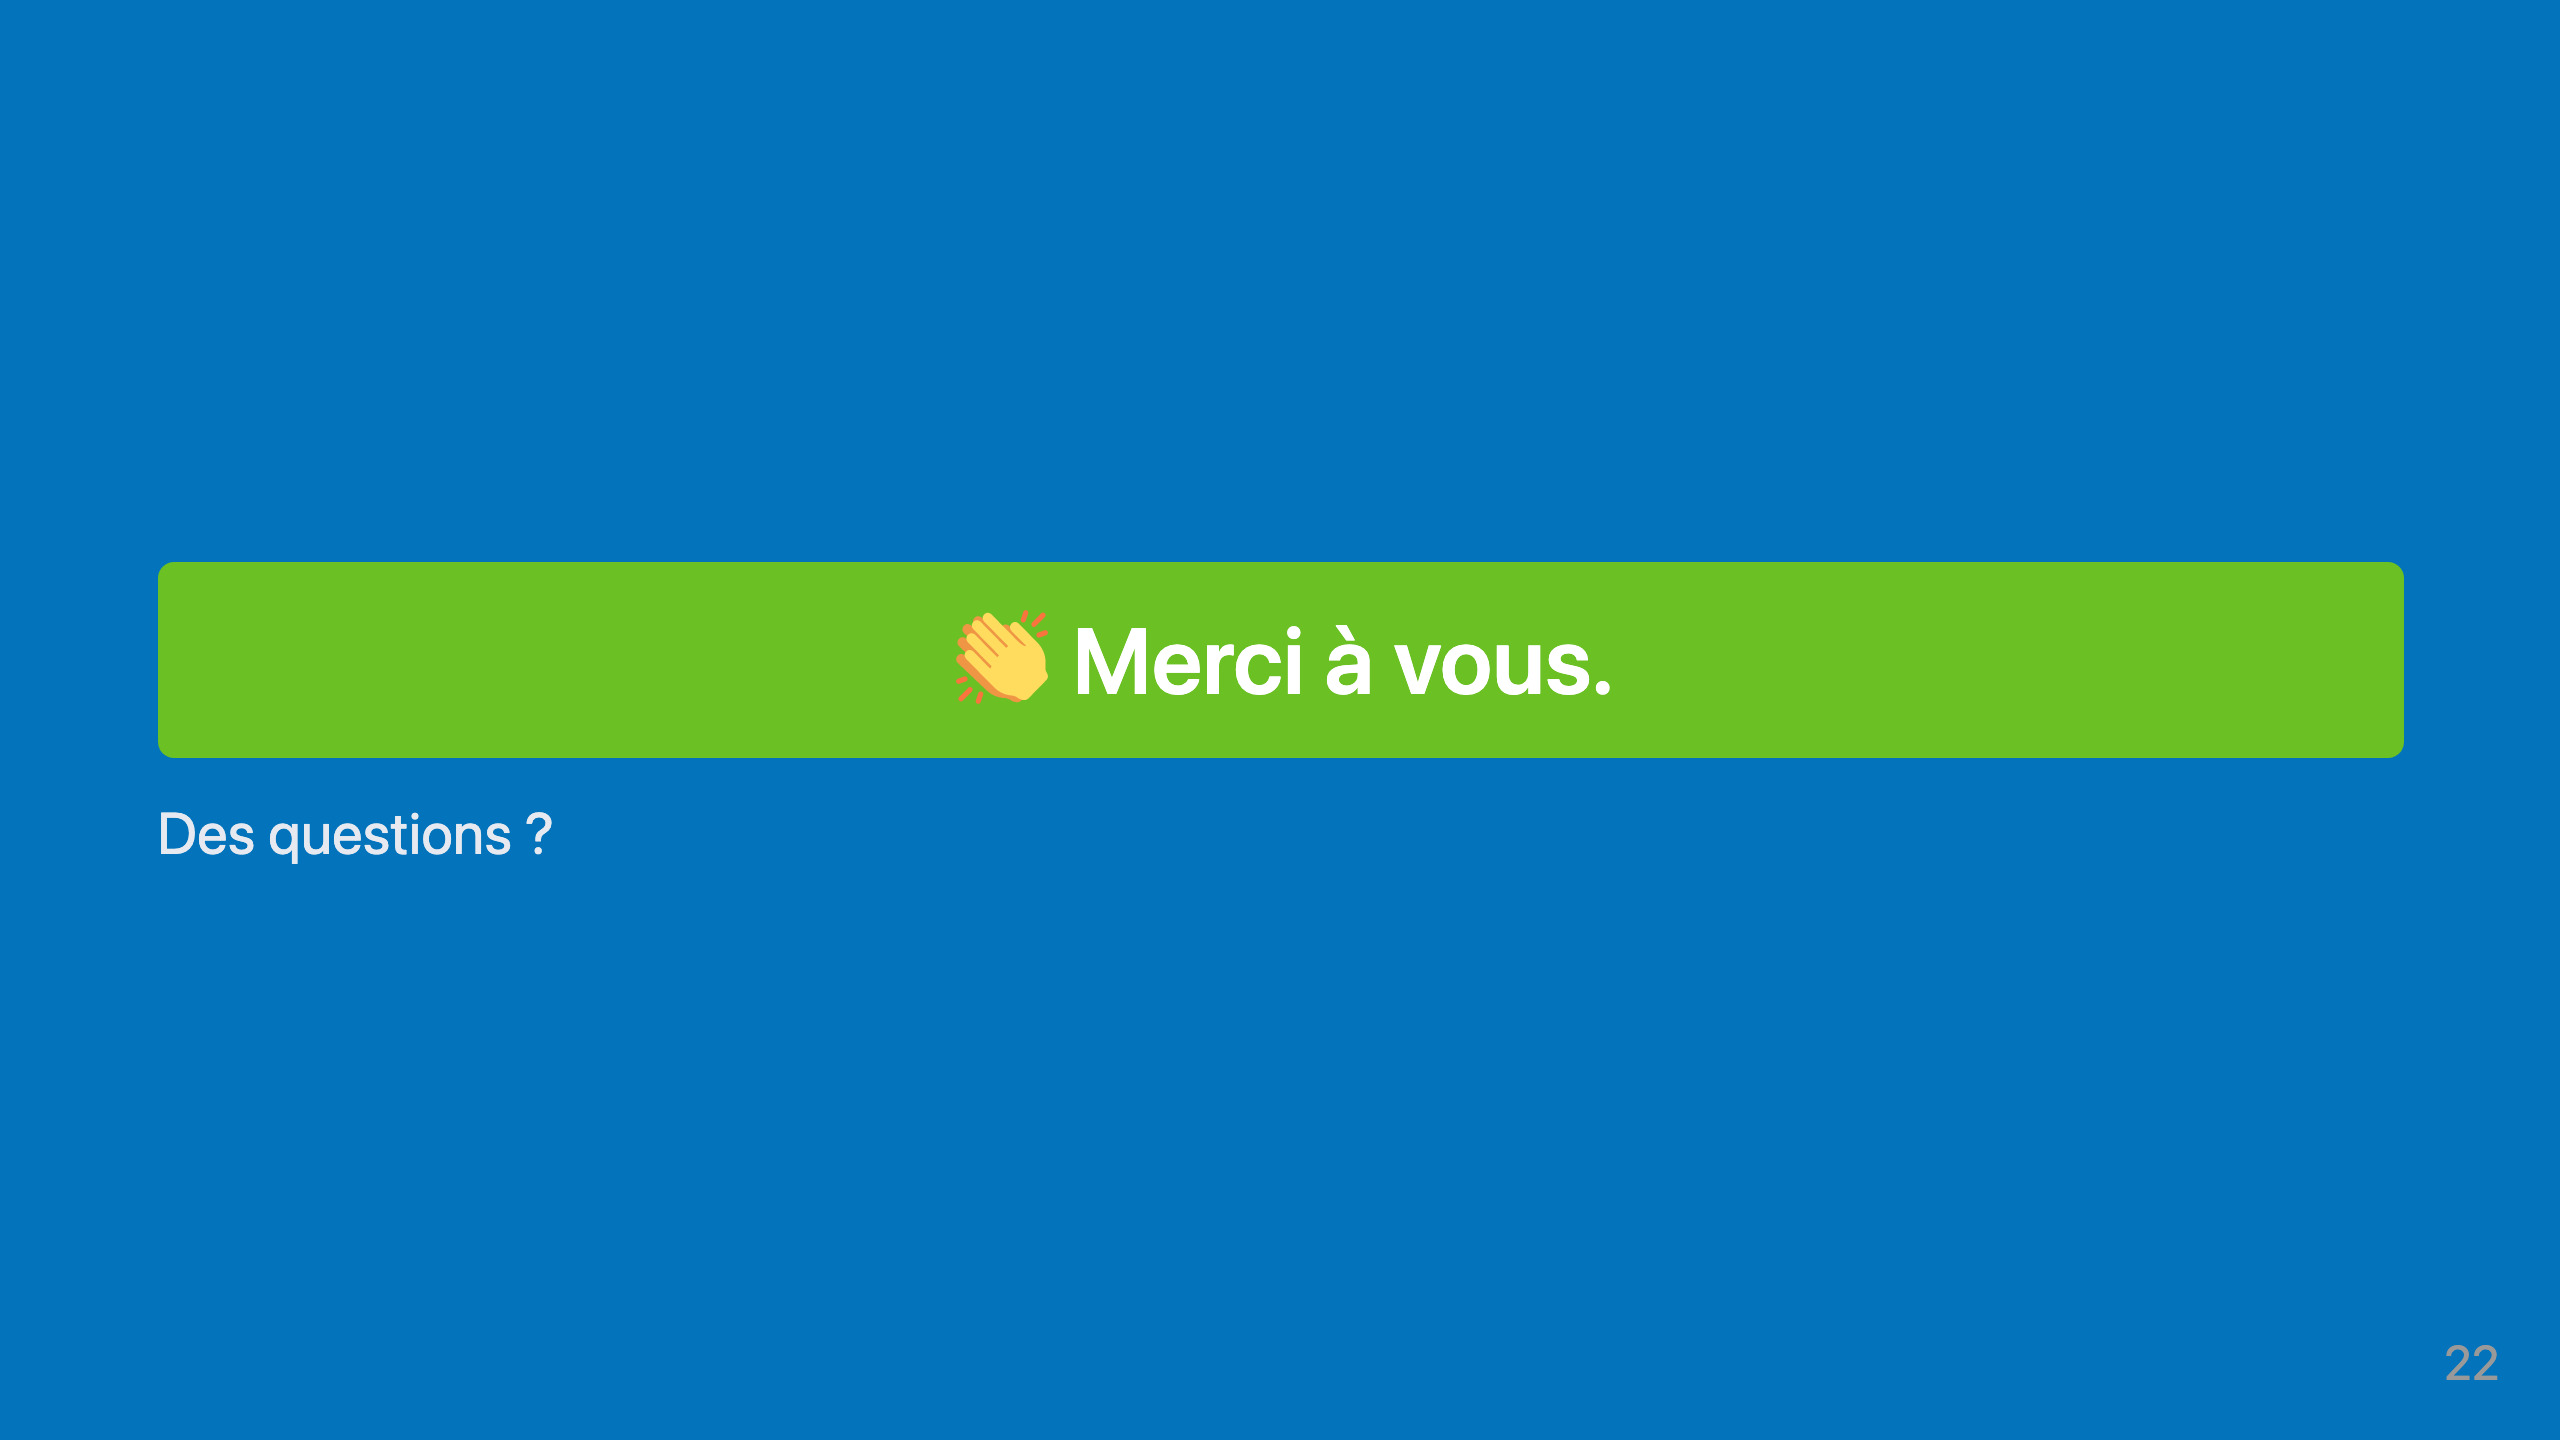 👏 Merci à vous.
Des questions ?
22